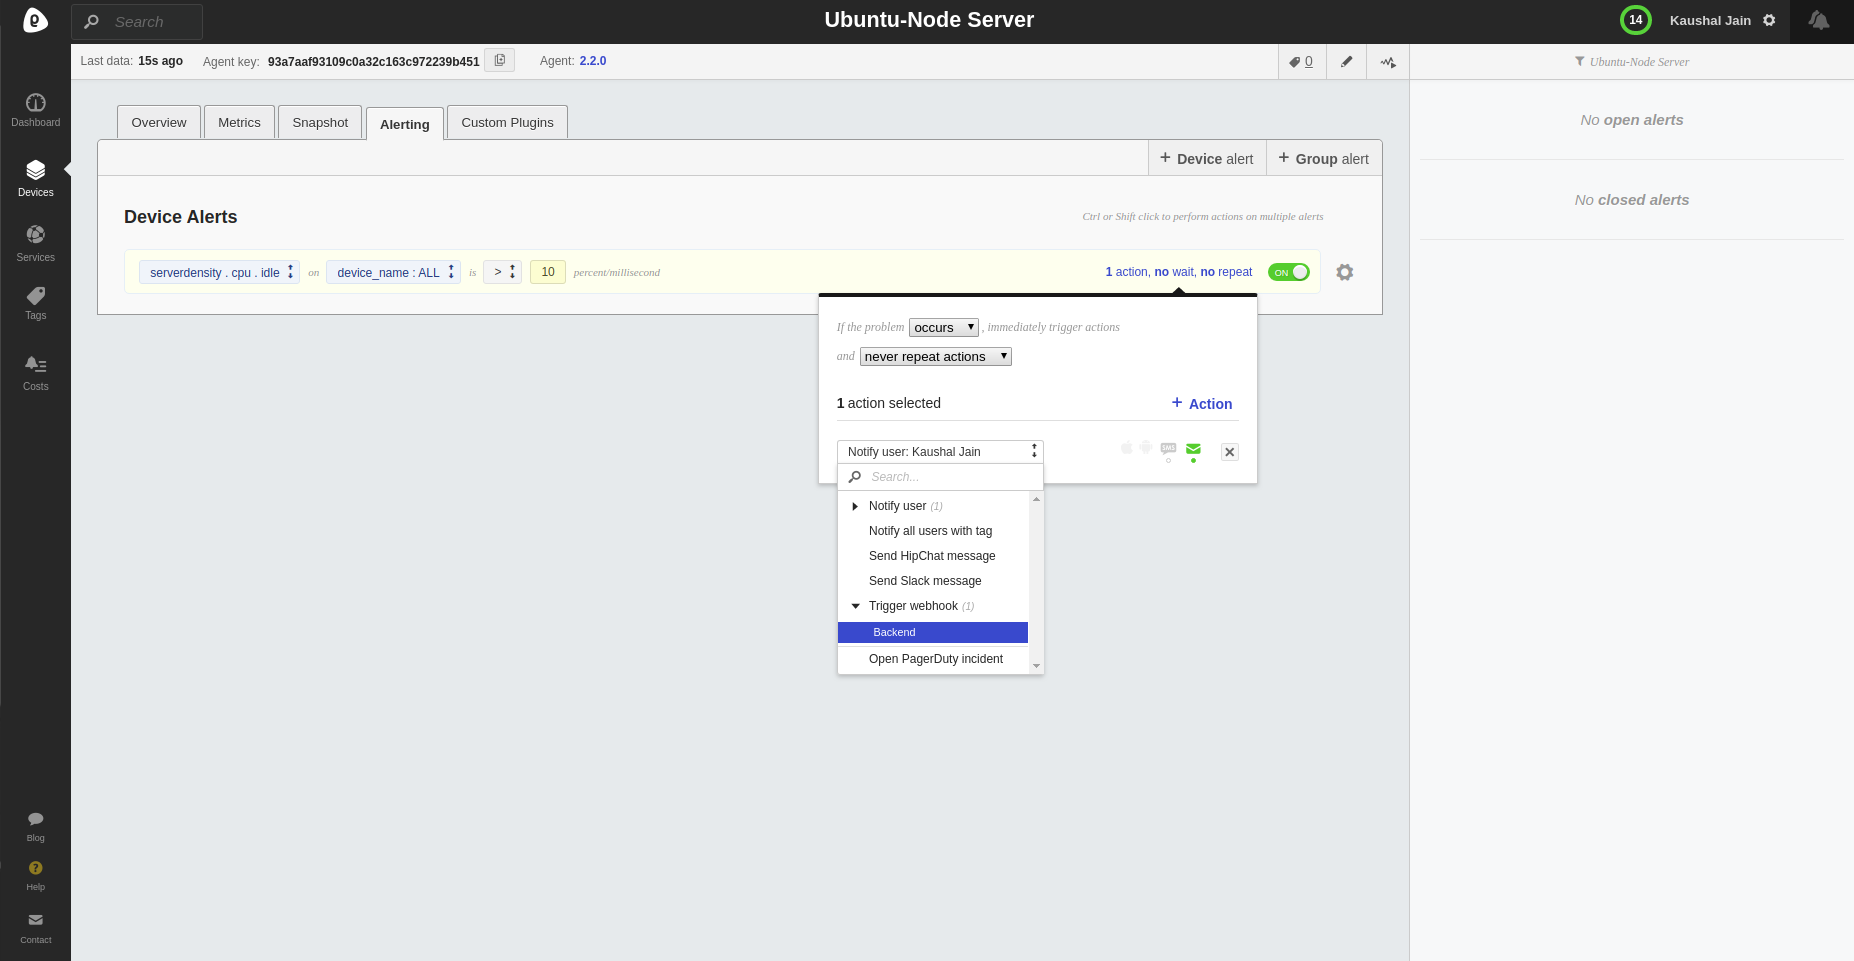 Search
Ubuntu-Node Server
14
Kaushal Jain
Last data: 15s ago
Agent key: 93a7aaf93109c0a32c163c972239b451
Agent: 2.2.0
0
Ubuntu-Node Server
Dashboard
Devices
Services
Tags
Costs
Blog
Help
Contact
Overview
Metrics
Snapshot
Alerting
Custom Plugins
+ Device alert
+ Group alert
Device Alerts
Ctrl or Shift click to perform actions on multiple alerts
serverdensity . cpu . idle on device_name : ALL is > 10 percent/millisecond
1 action, no wait, no repeat
ON
If the problem occurs , immediately trigger actions
and never repeat actions
1 action selected
+ Action
Notify user: Kaushal Jain
SMS
Search...
Notify user (1)
Notify all users with tag
Send HipChat message
Send Slack message
Trigger webhook (1)
Backend
Open PagerDuty incident
No open alerts
No closed alerts